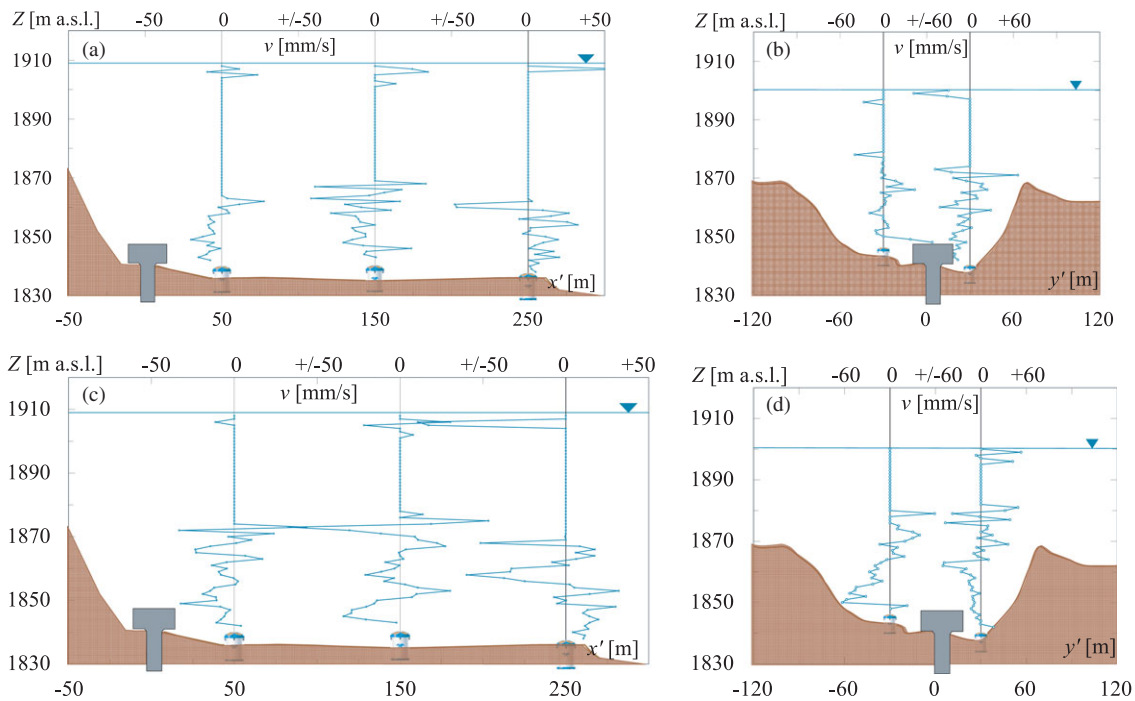 Z [m a.s.l.] -50 0 +/-50 0 +/-50 0 +50
v [mm/s]
(a)
1910
1890
1870
1850
1830
x' [m]
-50 50 150 250
Z [m a.s.l.] -60 0 +/-60 0 +60
v [mm/s]
(b)
1910
1890
1870
1850
1830
y' [m]
-120 -60 0 60 120
Z [m a.s.l.] -50 0 +/-50 0 +/-50 0 +50
v [mm/s]
(c)
1910
1890
1870
1850
1830
x' [m]
-50 50 150 250
Z [m a.s.l.] -60 0 +/-60 0 +60
v [mm/s]
(d)
1910
1890
1870
1850
1830
y' [m]
-120 -60 0 60 120